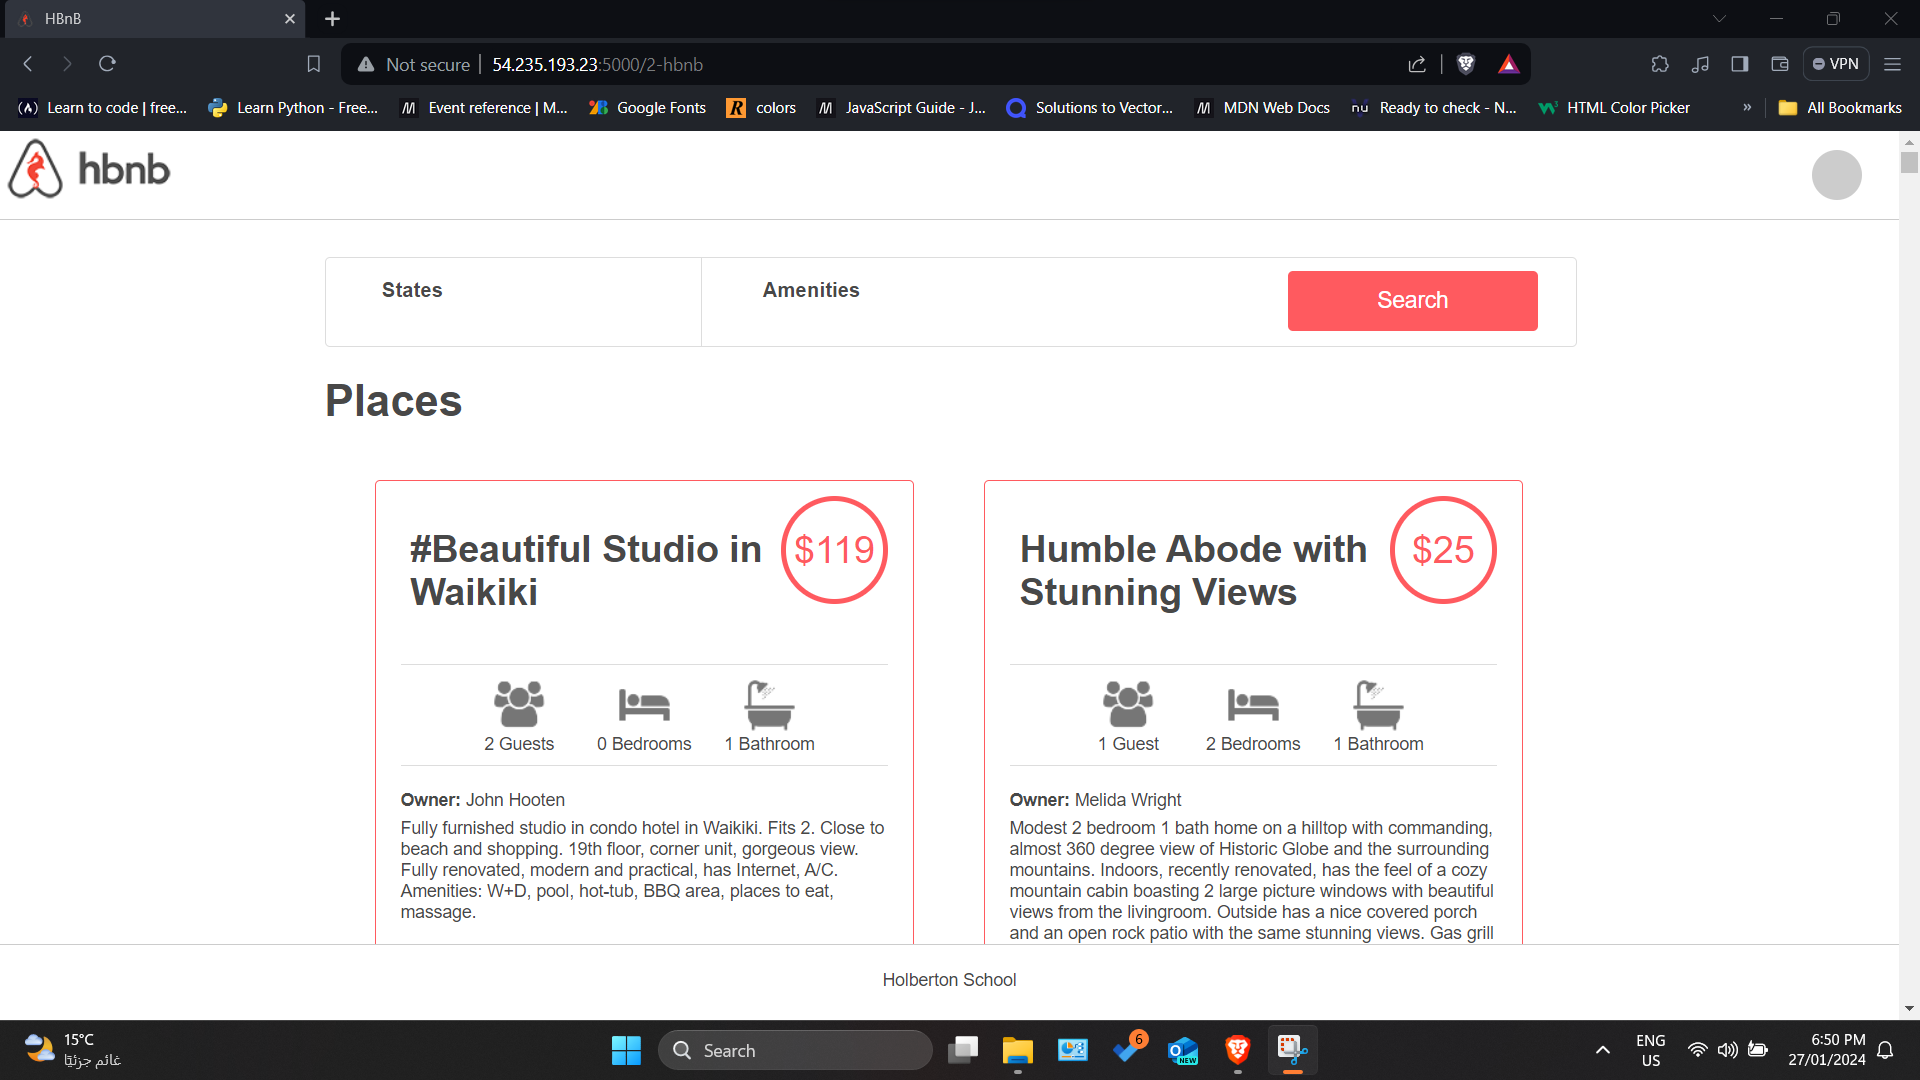 HBnB
Not secure
54.235.193.23:5000/2-hbnb
VPN
Learn to code | free...
Learn Python - Free...
Event reference | M...
Google Fonts
R colors
JavaScript Guide - J...
Solutions to Vector...
MDN Web Docs
nu Ready to check - N...
HTML Color Picker
»
All Bookmarks
hbnb
States
Amenities
Search
Places
#Beautiful Studio in
Waikiki
$119
2 Guests
0 Bedrooms
1 Bathroom
Owner: John Hooten
Fully furnished studio in condo hotel in Waikiki. Fits 2. Close to
beach and shopping. 19th floor, corner unit, gorgeous view.
Fully renovated, modern and practical, has Internet, A/C.
Amenities: W+D, pool, hot-tub, BBQ area, places to eat,
massage.
Humble Abode with
Stunning Views
$25
1 Guest
2 Bedrooms
1 Bathroom
Owner: Melida Wright
Modest 2 bedroom 1 bath home on a hilltop with commanding,
almost 360 degree view of Historic Globe and the surrounding
mountains. Indoors, recently renovated, has the feel of a cozy
mountain cabin boasting 2 large picture windows with beautiful
views from the livingroom. Outside has a nice covered porch
and an open rock patio with the same stunning views. Gas grill
Holberton School
15°C
غائم جزئيًا
Search
6
NEW
ENG
US
6:50 PM
27/01/2024